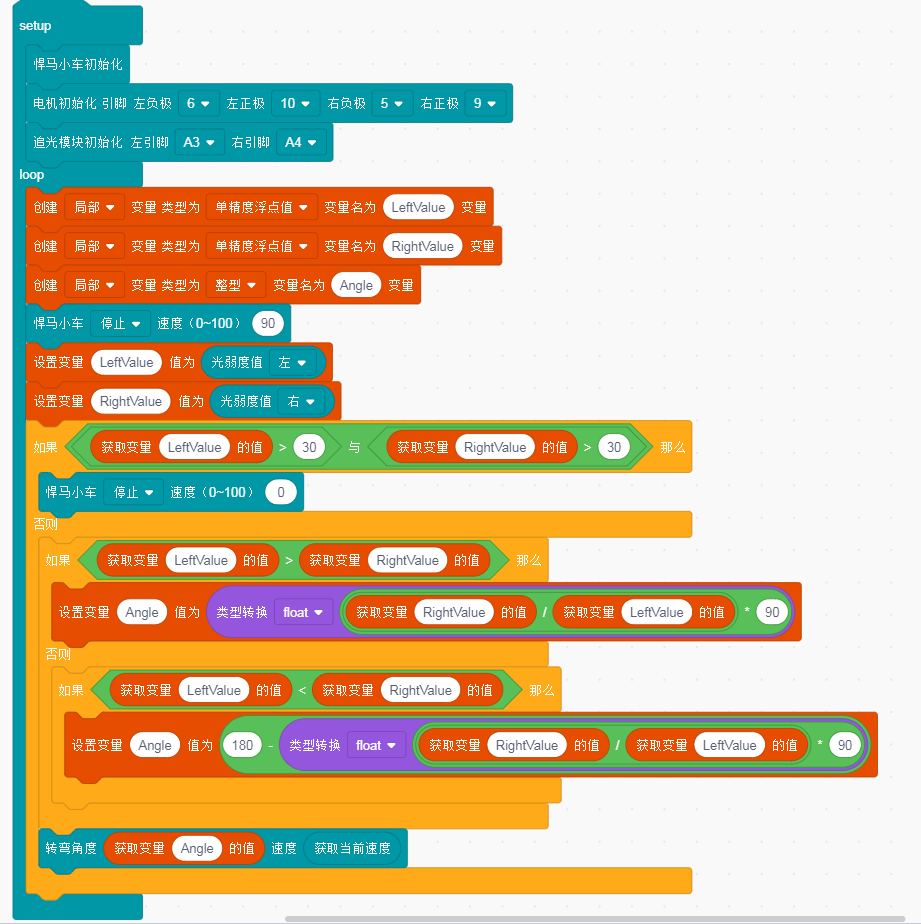 setup
悍马小车初始化
电机初始化 引脚 左负极 6 左正极 10 右负极 5 右正极 9
追光模块初始化 左引脚 A3 右引脚 A4
loop
创建 局部 变量 类型为 单精度浮点值 变量名为 LeftValue 变量
创建 局部 变量 类型为 单精度浮点值 变量名为 RightValue 变量
创建 局部 变量 类型为 整型 变量名为 Angle 变量
悍马小车 停止 速度（0~100） 90
设置变量 LeftValue 值为 光弱度值 左
设置变量 RightValue 值为 光弱度值 右
如果 获取变量 LeftValue 的值 > 30 与 获取变量 RightValue 的值 > 30 那么
悍马小车 停止 速度（0~100） 0
否则
如果 获取变量 LeftValue 的值 > 获取变量 RightValue 的值 那么
设置变量 Angle 值为 类型转换 float 获取变量 RightValue 的值 / 获取变量 LeftValue 的值 * 90
否则
如果 获取变量 LeftValue 的值 < 获取变量 RightValue 的值 那么
设置变量 Angle 值为 180 - 类型转换 float 获取变量 RightValue 的值 / 获取变量 LeftValue 的值 * 90
转弯角度 获取变量 Angle 的值 速度 获取当前速度